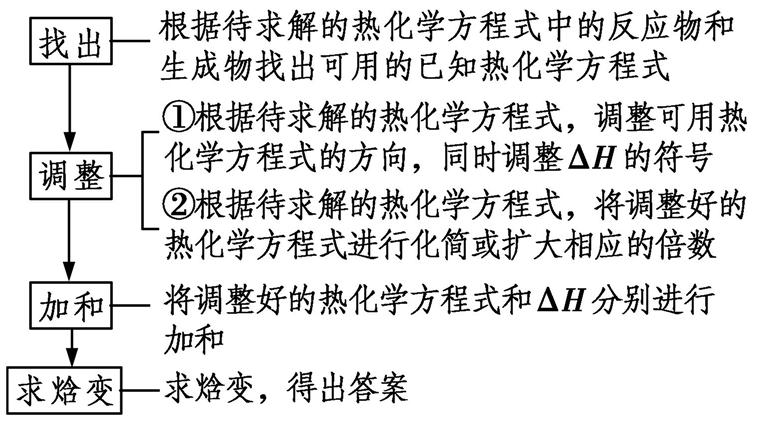 找出
根据待求解的热化学方程式中的反应物和
生成物找出可用的已知热化学方程式
调整
①根据待求解的热化学方程式，调整可用热
化学方程式的方向，同时调整ΔH的符号
②根据待求解的热化学方程式，将调整好的
热化学方程式进行化简或扩大相应的倍数
加和
将调整好的热化学方程式和ΔH分别进行
加和
求焓变
求焓变，得出答案